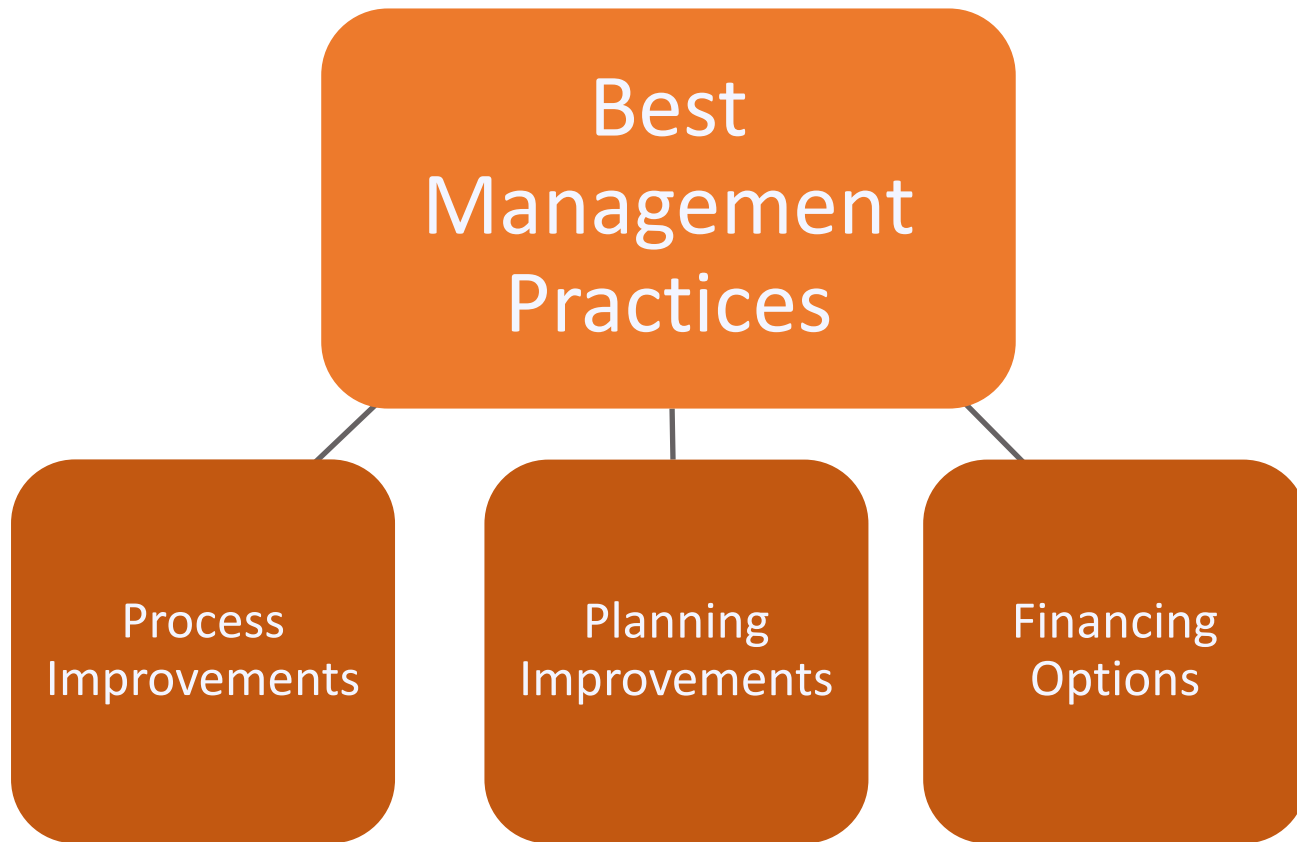 Best
Management
Practices
Process
Improvements
Planning
Improvements
Financing
Options